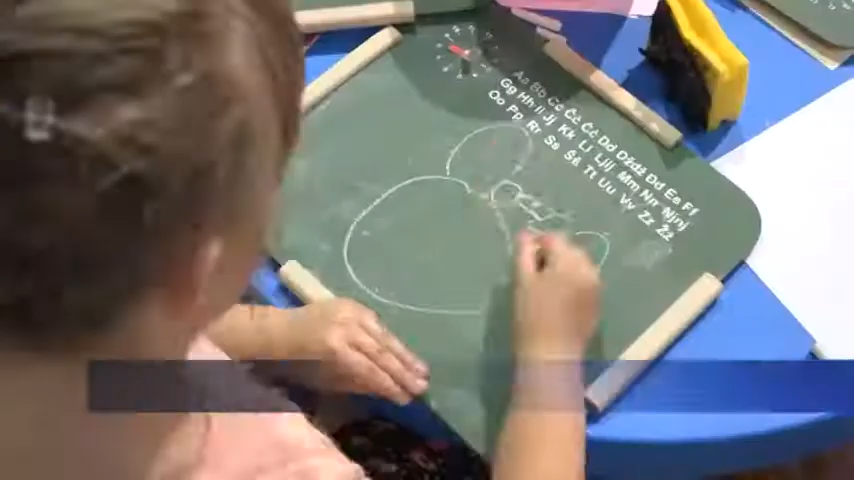 Aa Bb Cc Čč Ćć Dd Dždž Đđ Ee Ff
Gg Hh Ii Jj Kk Ll Ljlj Mm Nn Njnj
Oo Pp Rr Ss Šš Tt Uu Vv Zz Žž